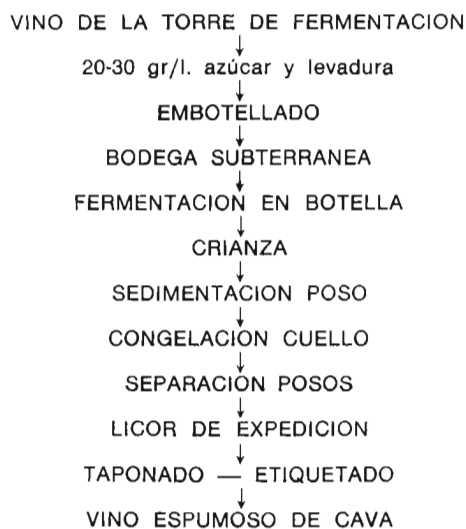 VINO DE LA TORRE DE FERMENTACION
20-30 gr/l. azúcar y levadura
EMBOTELLADO
BODEGA SUBTERRANEA
FERMENTACION EN BOTELLA
CRIANZA
SEDIMENTACION POSO
CONGELACION CUELLO
SEPARACION POSOS
LICOR DE EXPEDICION
TAPONADO — ETIQUETADO
VINO ESPUMOSO DE CAVA